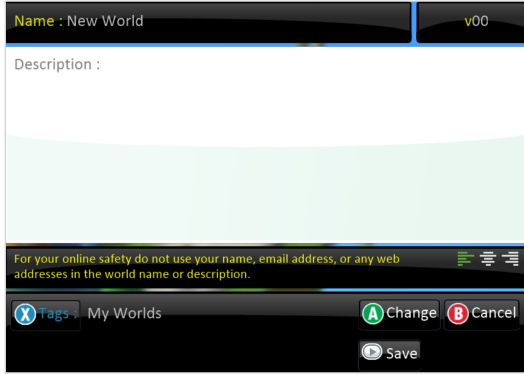 Name : New World
v00
Description :
For your online safety do not use your name, email address, or any web
addresses in the world name or description.
X Tags : My Worlds
A Change B Cancel
Save